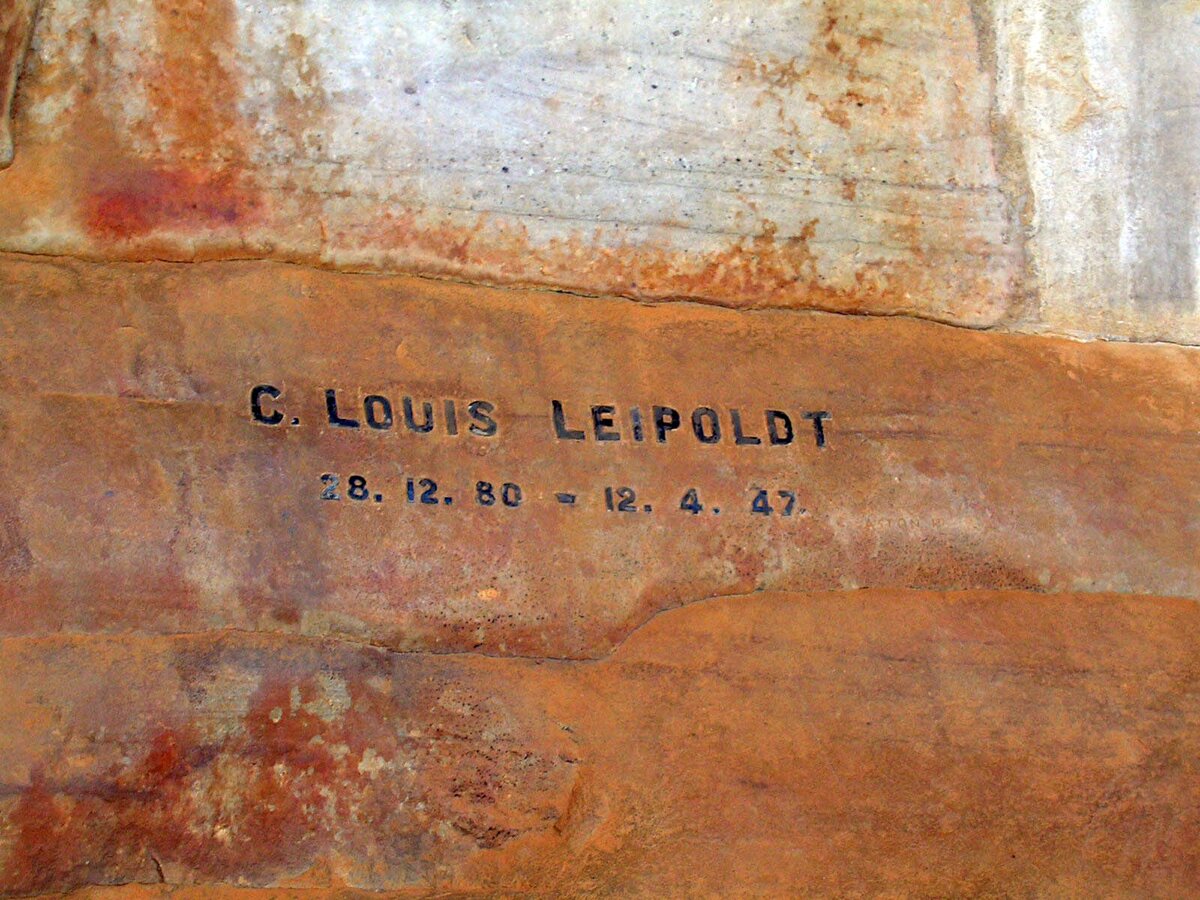 C. LOUIS LEIPOLDT
28. 12. 80 - 12. 4. 47.